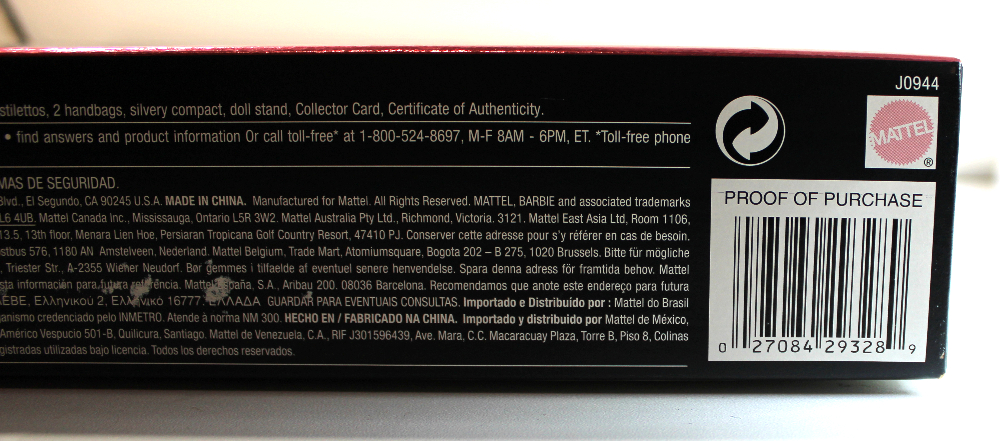 J0944
stilettos, 2 handbags, silvery compact, doll stand, Collector Card, Certificate of Authenticity.
• find answers and product information Or call toll-free* at 1-800-524-8697, M-F 8AM - 6PM, ET. *Toll-free phone
MATTEL
®
MAS DE SEGURIDAD.
Blvd., El Segundo, CA 90245 U.S.A. MADE IN CHINA. Manufactured for Mattel. All Rights Reserved. MATTEL, BARBIE and associated trademarks
L6 4UB. Mattel Canada Inc., Mississauga, Ontario L5R 3W2. Mattel Australia Pty Ltd., Richmond, Victoria. 3121. Mattel East Asia Ltd, Room 1106,
13.5, 13th floor, Menara Lien Hoe, Persiaran Tropicana Golf Country Resort, 47410 PJ. Conserver cette adresse pour s'y référer en cas de besoin.
stbus 576, 1180 AN Amstelveen, Nederland. Mattel Belgium, Trade Mart, Atomiumsquare, Bogota 202 – B 275, 1020 Brussels. Bitte für mögliche
, Triester Str., A-2355 Wiener Neudorf. Bør gemmes i tilfælde af eventuel senere henvendelse. Spara denna adress för framtida behov. Mattel
sta información para futura referencia. Mattel España, S.A., Aribau 200. 08036 Barcelona. Recomendamos que anote este endereço para futura
ΕΒΕ, Ελληνικού 2, Ελληνικό 16777. ΕΛΛΑΔΑ GUARDAR PARA EVENTUAIS CONSULTAS. Importado e Distribuído por : Mattel do Brasil
anismo credenciado pelo INMETRO. Atende à norma NM 300. HECHO EN / FABRICADO NA CHINA. Importado y distribuido por Mattel de México,
Américo Vespucio 501-B, Quilicura, Santiago. Mattel de Venezuela, C.A., RIF J301596439, Ave. Mara, C.C. Macaracuay Plaza, Torre B, Piso 8, Colinas
gistradas utilizadas bajo licencia. Todos los derechos reservados.
PROOF OF PURCHASE
0 27084 29328 9